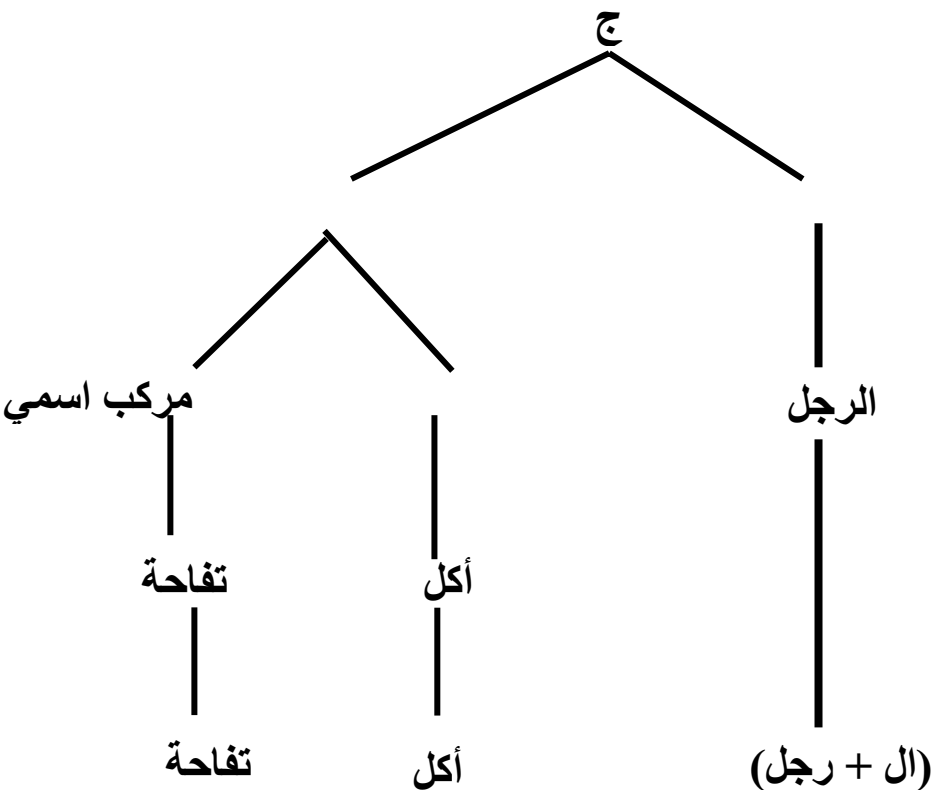 ج
الرجل
مركب اسمي
أكل
تفاحة
(ال + رجل)
أكل
تفاحة